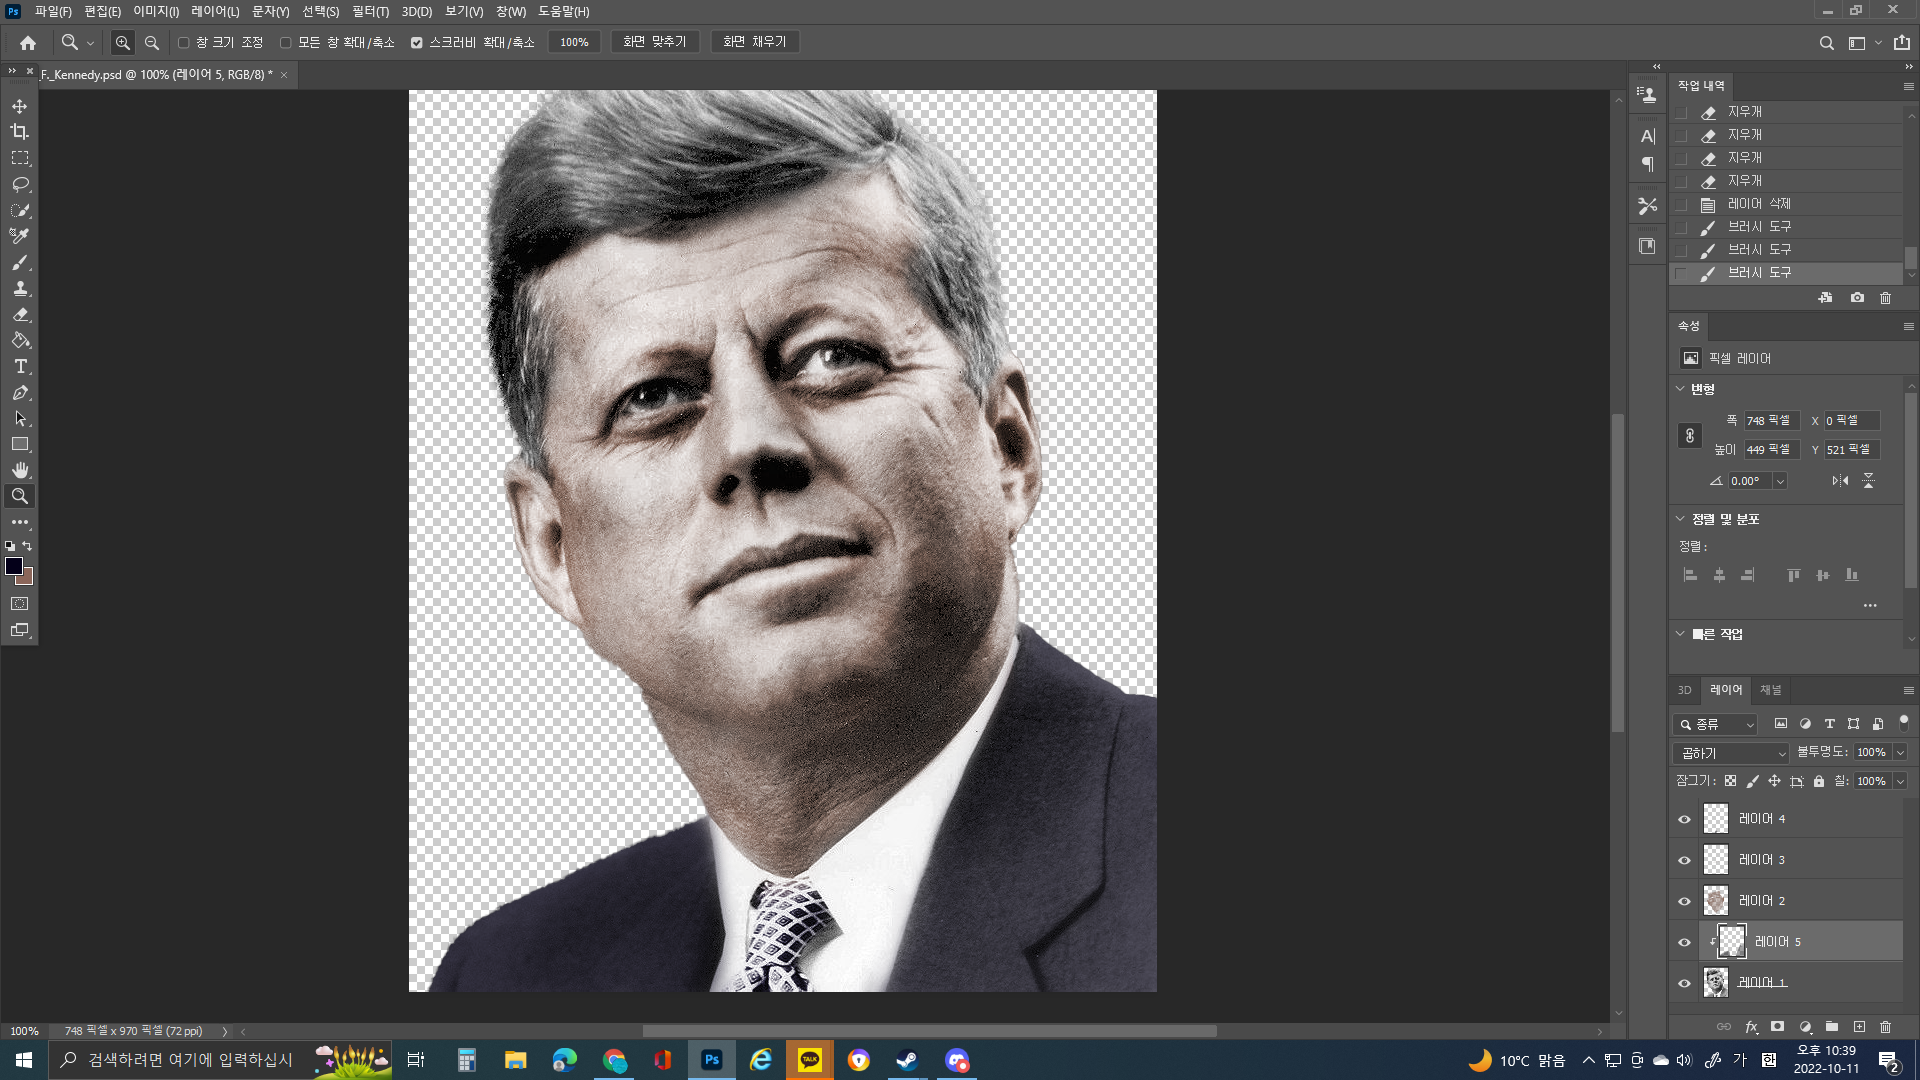 Ps 파일(F) 편집(E) 이미지(I) 레이어(L) 문자(Y) 선택(S) 필터(T) 3D(D) 보기(V) 창(W) 도움말(H)
창 크기 조정 모든 창 확대/축소 스크러비 확대/축소 100% 화면 맞추기 화면 채우기
_F._Kennedy.psd @ 100% (레이어 5, RGB/8) *
작업 내역
지우개
지우개
지우개
지우개
레이어 삭제
브러시 도구
브러시 도구
브러시 도구
속성
픽셀 레이어
변형
폭 748 픽셀 X 0 픽셀
높이 449 픽셀 Y 521 픽셀
0.00°
정렬 및 분포
정렬:
빠른 작업
3D 레이어 채널
종류
곱하기 불투명도: 100%
잠그기: 칠: 100%
레이어 4
레이어 3
레이어 2
레이어 5
레이어 1
100% 748 픽셀 x 970 픽셀 (72 ppi)
검색하려면 여기에 입력하십시
Ps
TALK
10°C 맑음
가
오후 10:39
2022-10-11
2